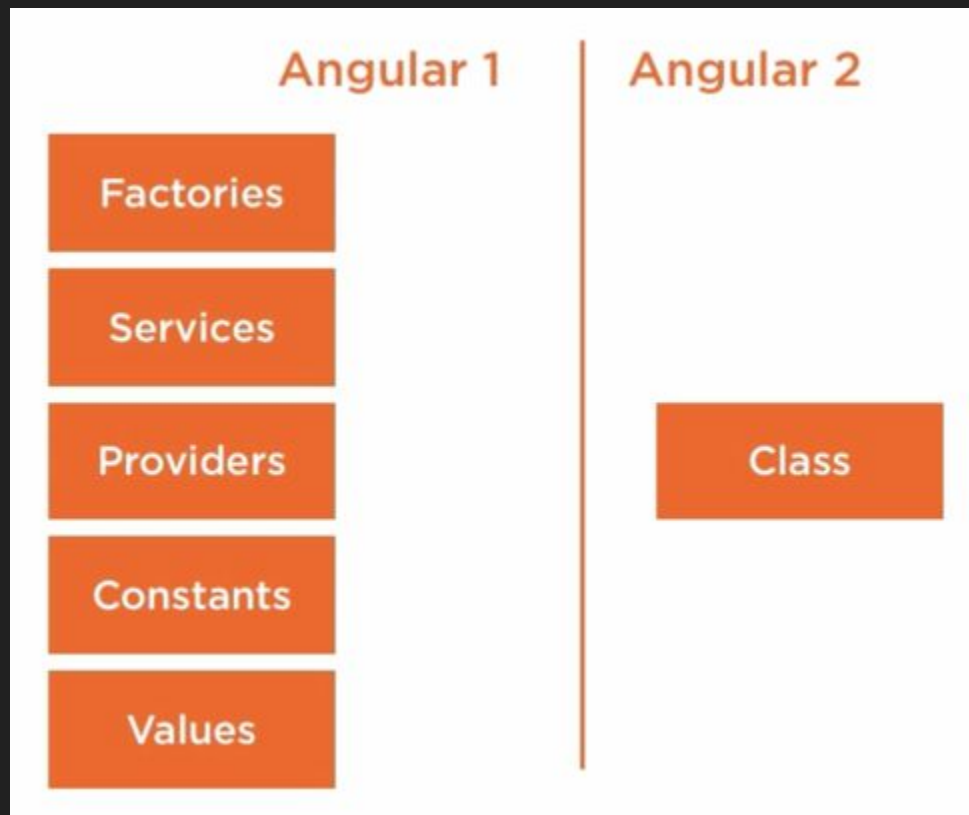 Angular 1
Angular 2
Factories
Services
Providers
Class
Constants
Values